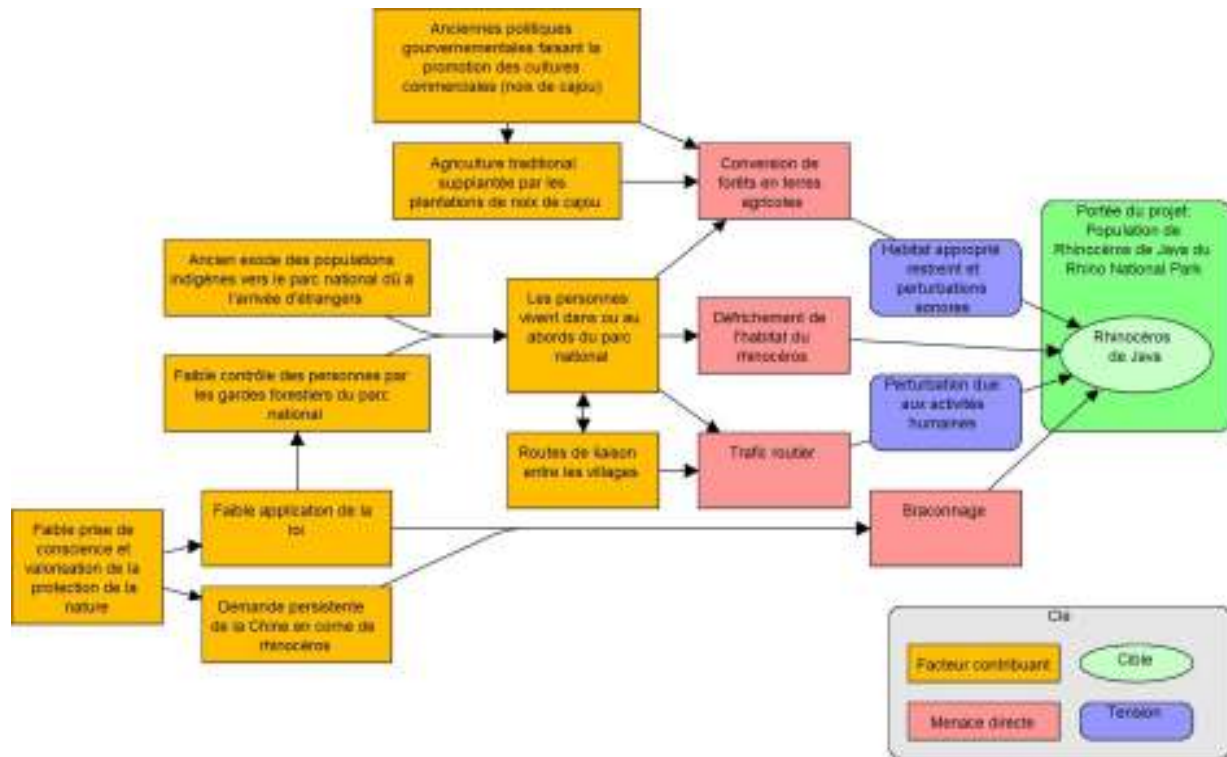 Anciennes politiques
gourvernementales faisant la
promotion des cultures
commerciales (noix de cajou)
Agriculture traditional
supplantée par les
plantations de noix de cajou
Conversion de
forêts en terres
agricoles
Portée du projet:
Population de
Rhinocéros de Java du
Rhino National Park
Ancien exode des populations
indigènes vers le parc national dû à
l'arrivée d'étrangers
Habitat approprié
restreint et
perturbations
sonores
Les personnes
vivent dans ou au
abords du parc
national
Défrichement de
l'habitat du
rhinocéros
Rhinocéros
de Java
Faible contrôle des personnes par
les gardes forestiers du parc
national
Perturbation due
aux activités
humaines
Routes de liaison
entre les villages
Trafic routier
Faible application de la
loi
Braconnage
Faible prise de
conscience et
valorisation de la
protection de la
nature
Demande persistente
de la Chine en corne de
rhinocéros
Clé
Facteur contribuant
Cible
Menace directe
Tension